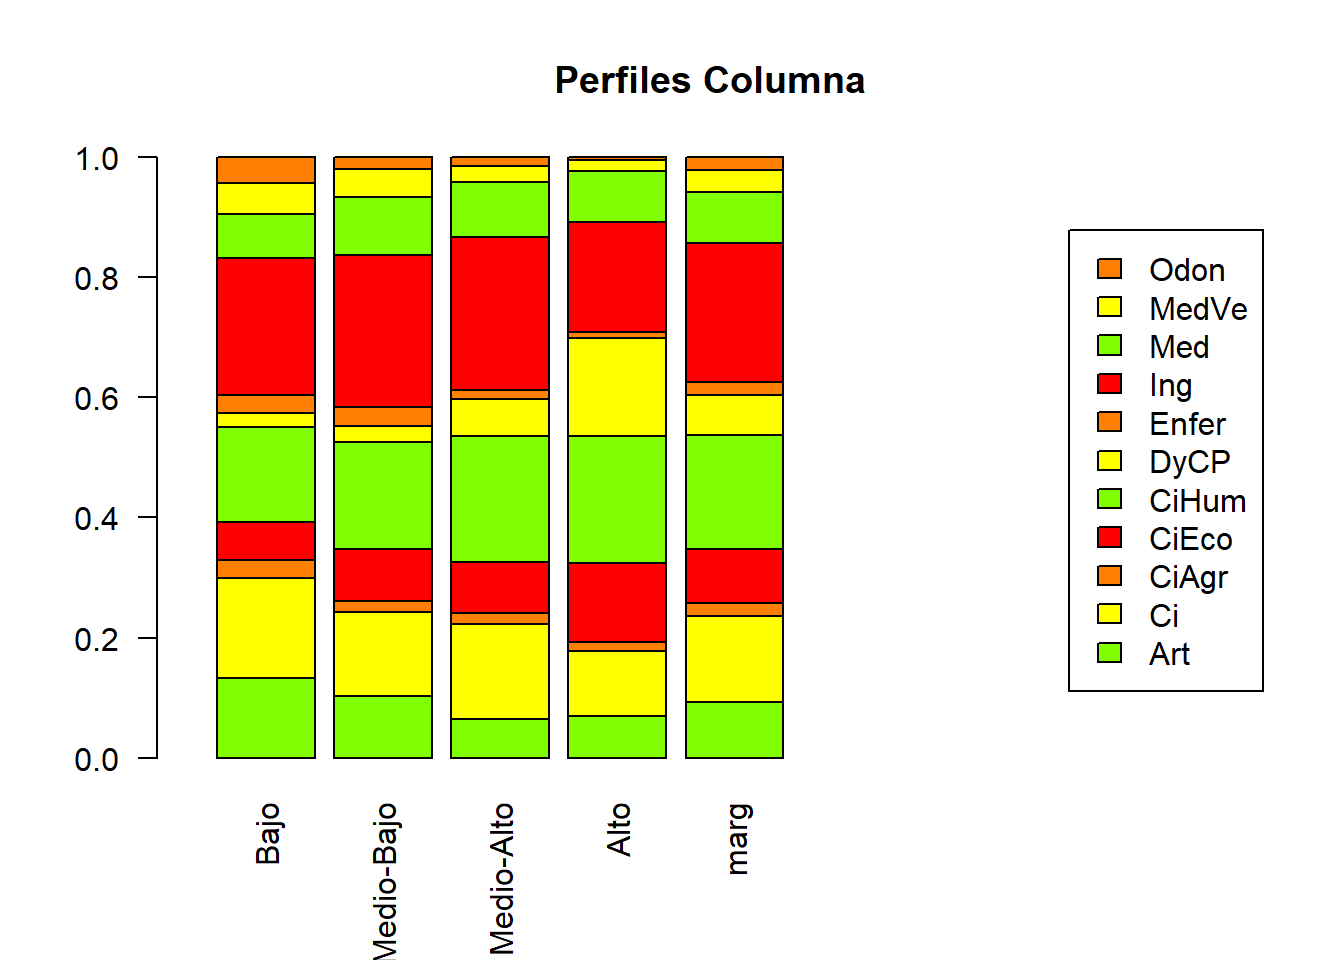 Perfiles Columna
1.0
0.8
0.6
0.4
0.2
0.0
Bajo
Medio-Bajo
Medio-Alto
Alto
marg
Odon
MedVe
Med
Ing
Enfer
DyCP
CiHum
CiEco
CiAgr
Ci
Art